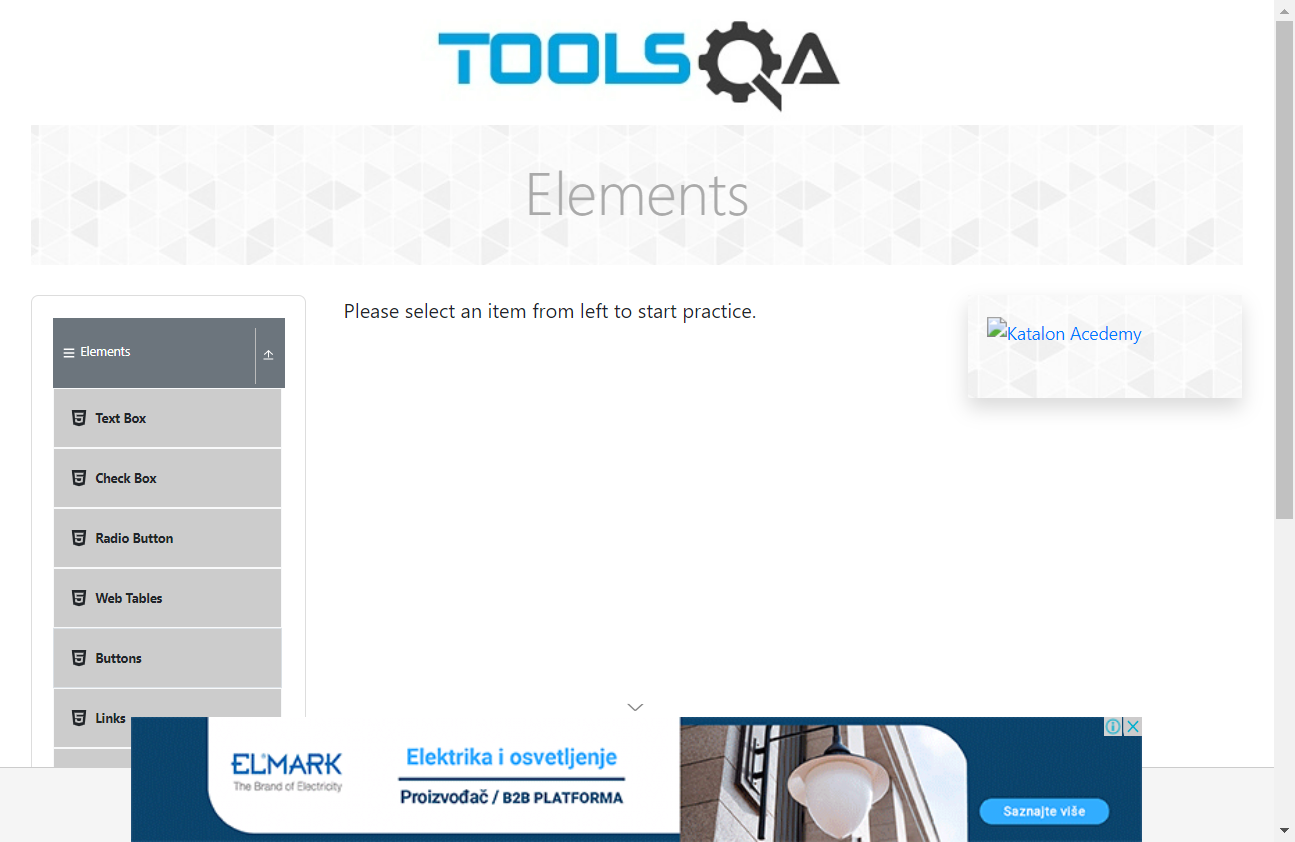 TOOLSQA
Elements
Elements
Text Box
Check Box
Radio Button
Web Tables
Buttons
Links
Please select an item from left to start practice.
Katalon Acedemy
ELMARK
The Brand of Electricity
Elektrika i osvetljenje
Proizvođač / B2B PLATFORMA
Saznajte više